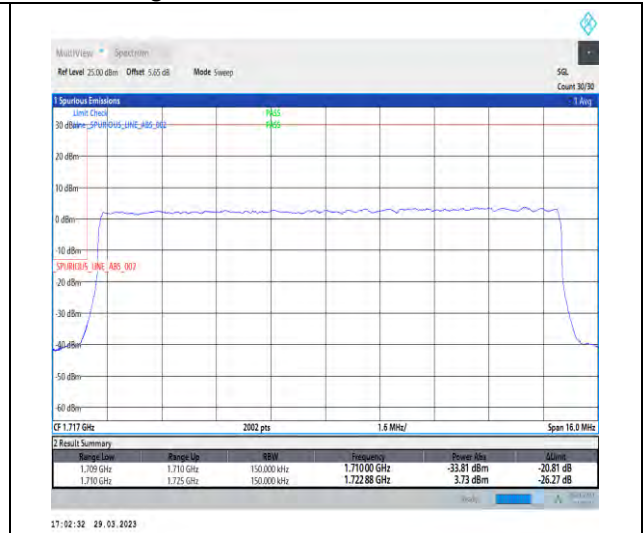 MultiView Spectrum
Ref Level 25.00 dBm Offset 5.65 dB Mode Sweep SGL
Count 30/30
1 Spurious Emissions 1 Avg
Limit Check PASS
30 dBm Line _SPURIOUS_LINE_ABS_002 PASS
20 dBm
10 dBm
0 dBm
-10 dBm
SPURIOUS_LINE_ABS_002
-20 dBm
-30 dBm
-40 dBm
-50 dBm
-60 dBm
CF 1.717 GHz 2002 pts 1.6 MHz/ Span 16.0 MHz
2 Result Summary
Range Low Range Up RBW Frequency Power Abs ΔLimit
1.709 GHz 1.710 GHz 150.000 kHz 1.71000 GHz -33.81 dBm -20.81 dB
1.710 GHz 1.725 GHz 150.000 kHz 1.72288 GHz 3.73 dBm -26.27 dB
Ready
17:02:32 29.03.2023